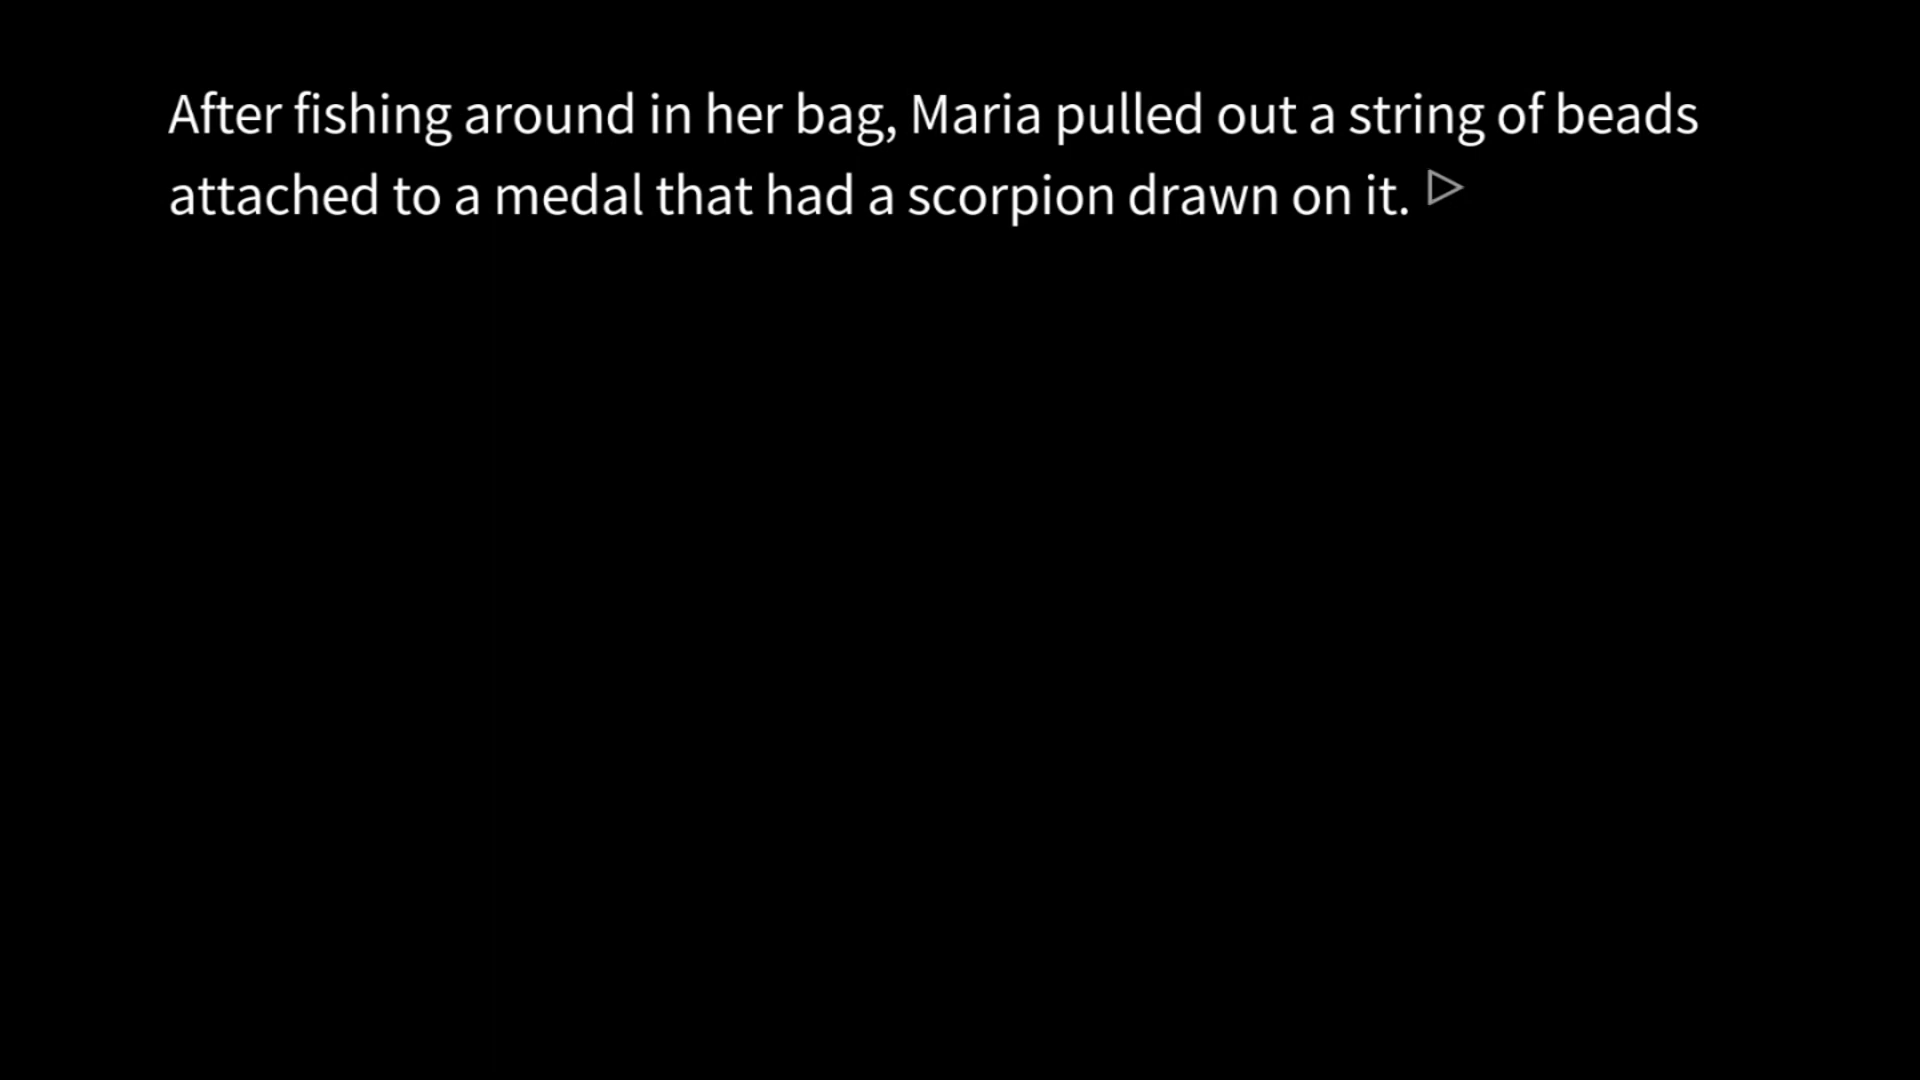 After fishing around in her bag, Maria pulled out a string of beads
attached to a medal that had a scorpion drawn on it.